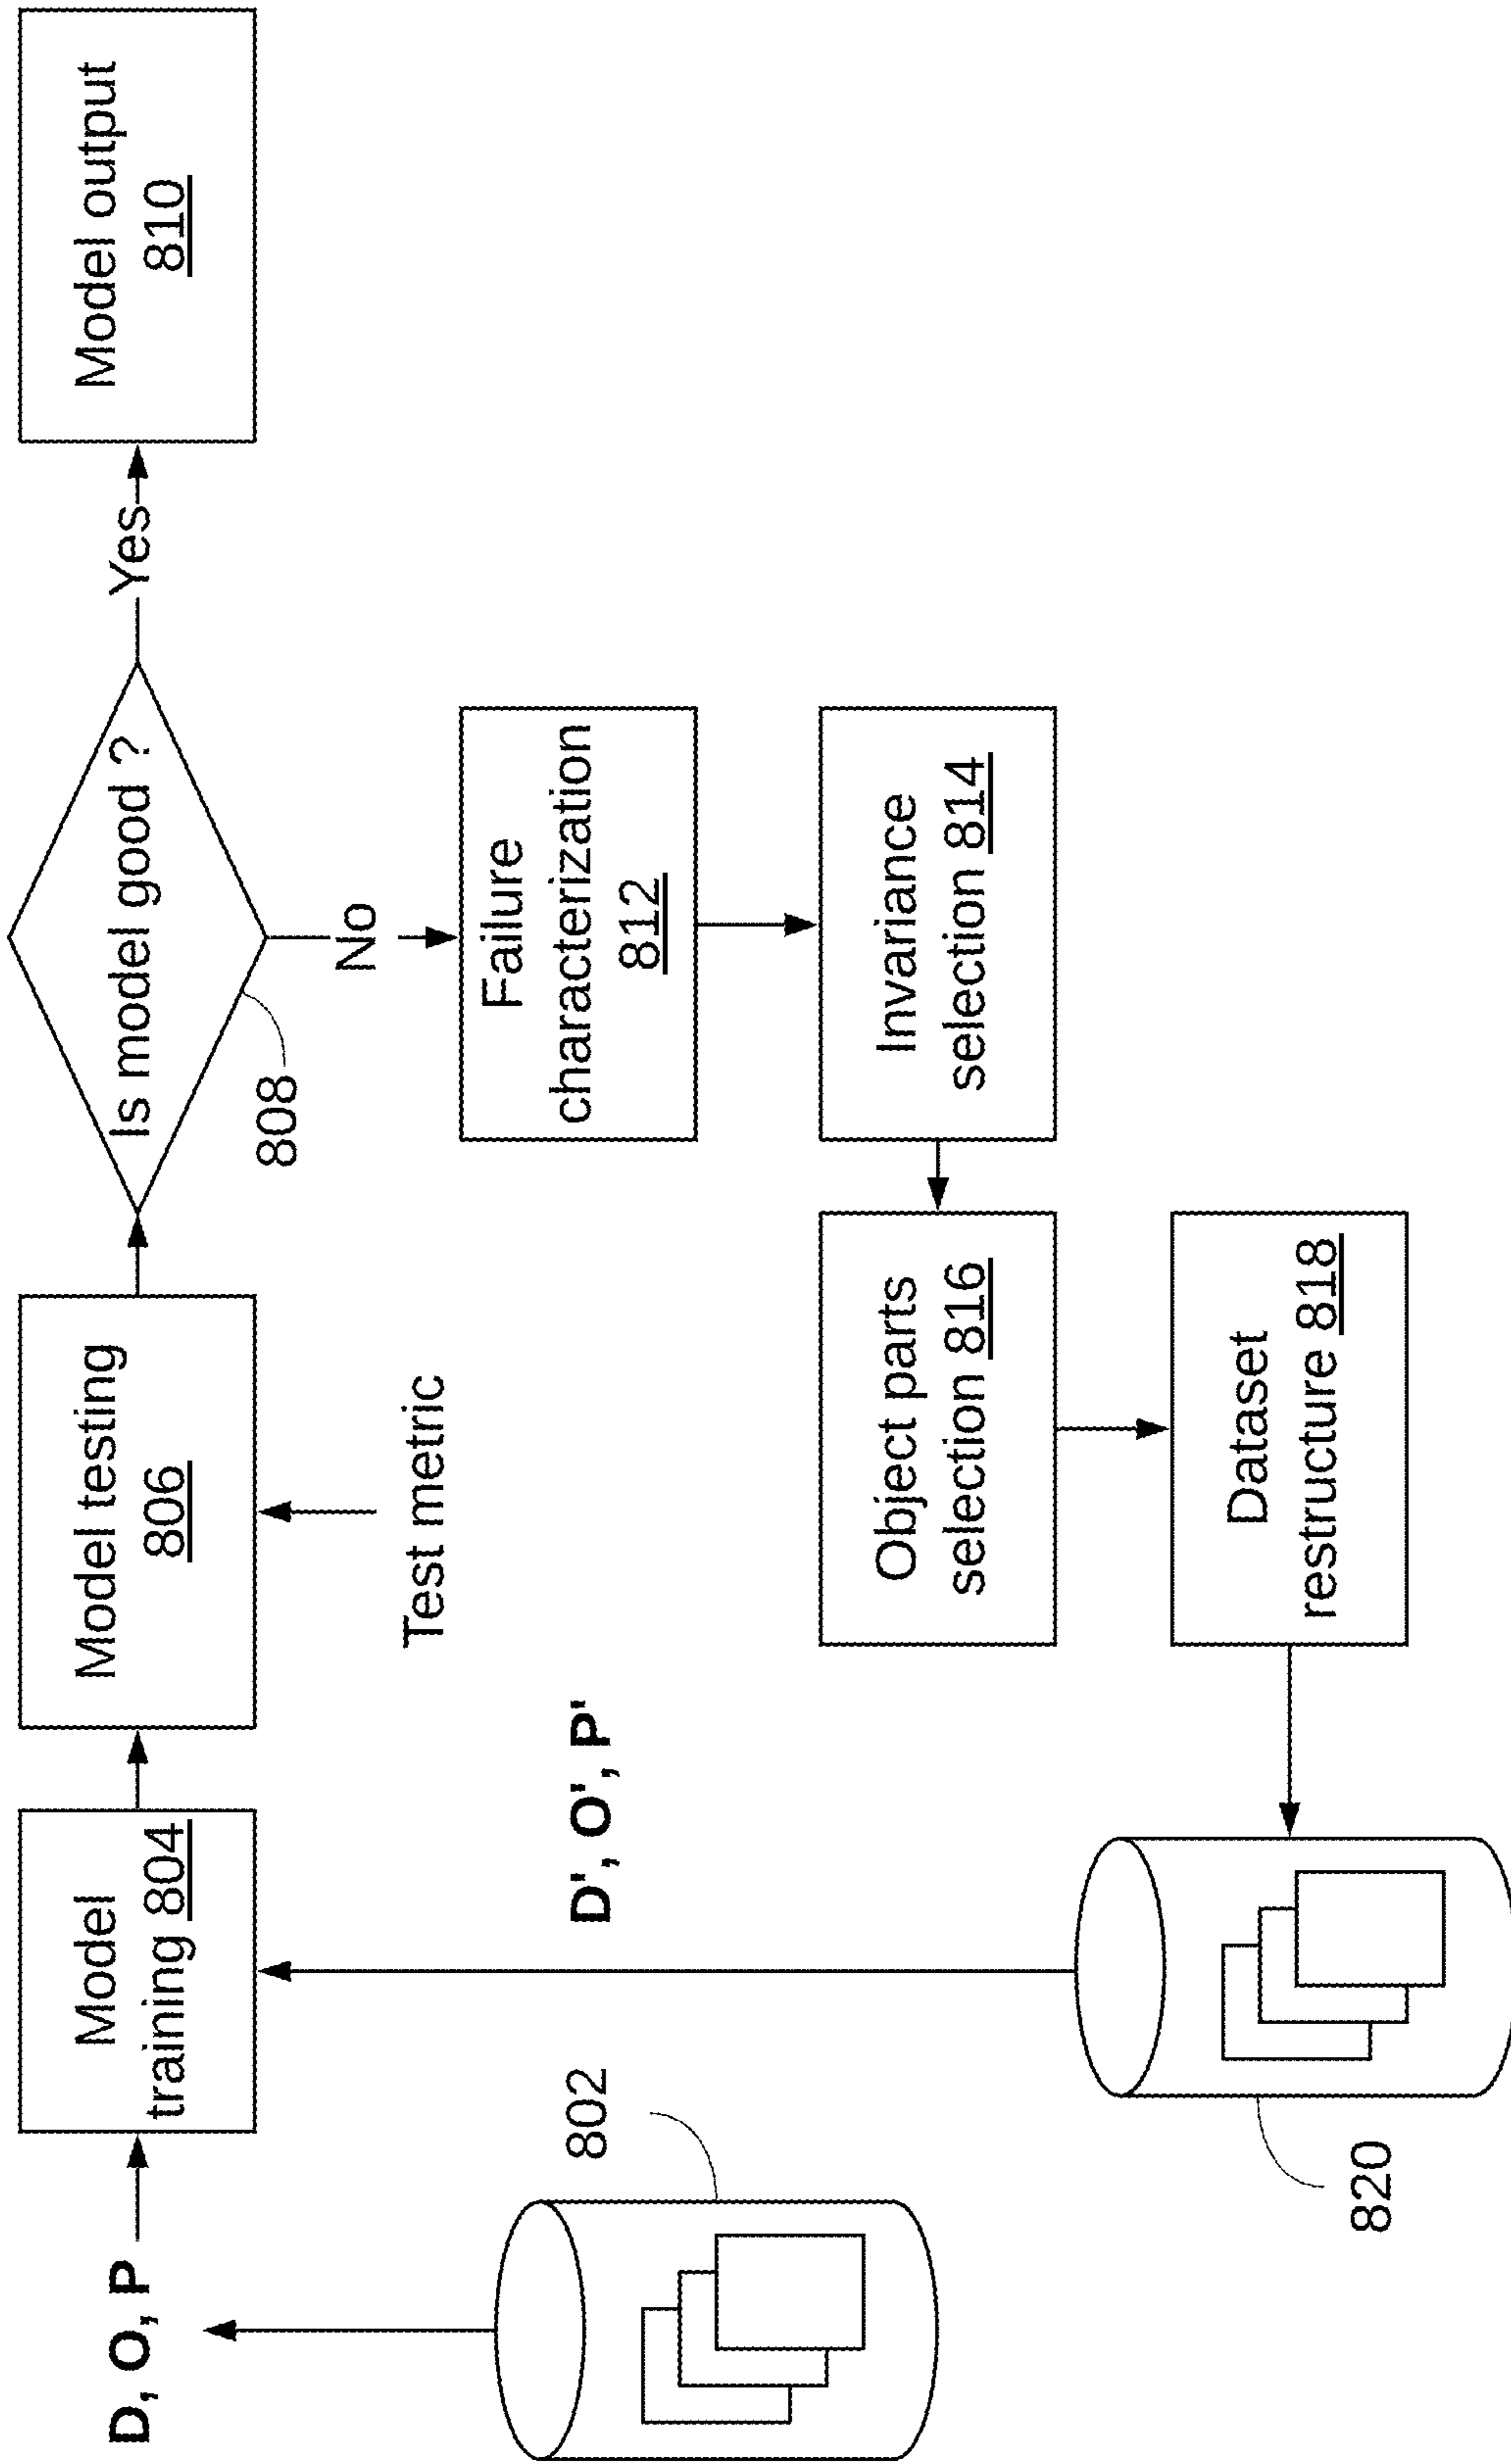 D, O, P
Model
training 804
Model testing
806
Is model good ?
808
Yes
Model output
810
Test metric
No
Failure
characterization
812
Invariance
selection 814
Object parts
selection 816
Dataset
restructure 818
D', O', P'
802
820